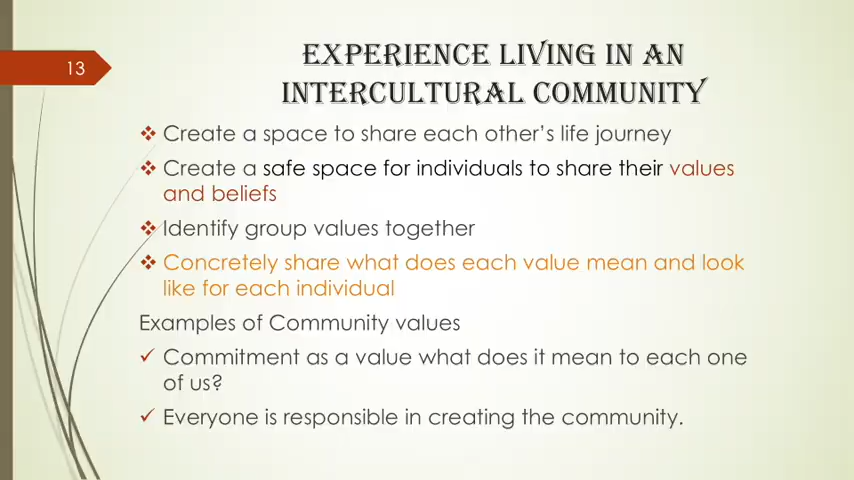 13
EXPERIENCE LIVING IN AN
INTERCULTURAL COMMUNITY
❖ Create a space to share each other’s life journey
❖ Create a safe space for individuals to share their values
and beliefs
❖ Identify group values together
❖ Concretely share what does each value mean and look
like for each individual
Examples of Community values
✓ Commitment as a value what does it mean to each one
of us?
✓ Everyone is responsible in creating the community.